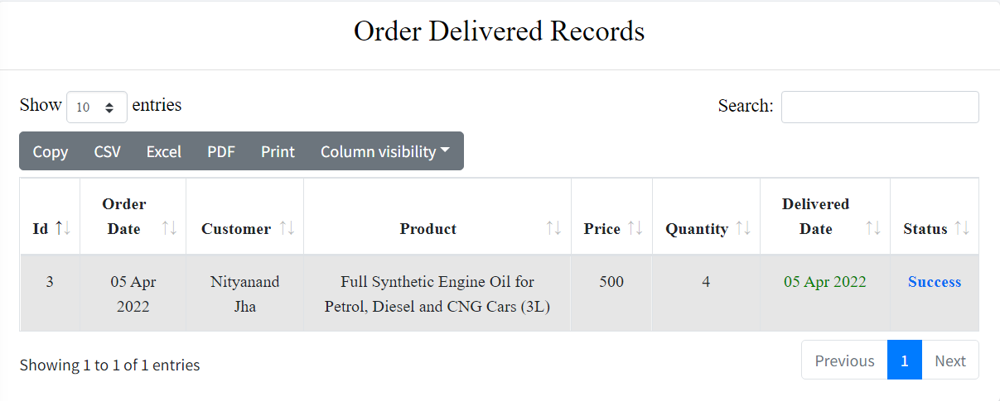 Order Delivered Records
Show 10 entries
Search:
Copy CSV Excel PDF Print Column visibility
Id Order Date Customer Product Price Quantity Delivered Date Status
3 05 Apr 2022 Nityanand Jha Full Synthetic Engine Oil for Petrol, Diesel and CNG Cars (3L) 500 4 05 Apr 2022 Success
Showing 1 to 1 of 1 entries
Previous 1 Next